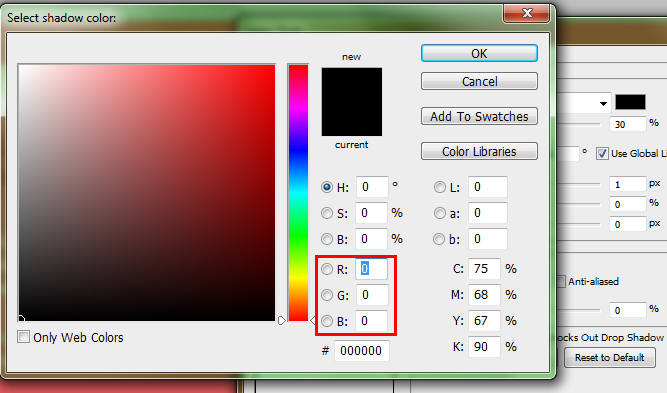 Select shadow color:
new
current
OK
Cancel
Add To Swatches
Color Libraries
H: 0 °
S: 0 %
B: 0 %
R: 0
G: 0
B: 0
# 000000
L: 0
a: 0
b: 0
C: 75 %
M: 68 %
Y: 67 %
K: 90 %
Only Web Colors
30 %
° Use Global Li
1 px
0 %
0 px
Anti-aliased
0 %
ocks Out Drop Shadow
Reset to Default